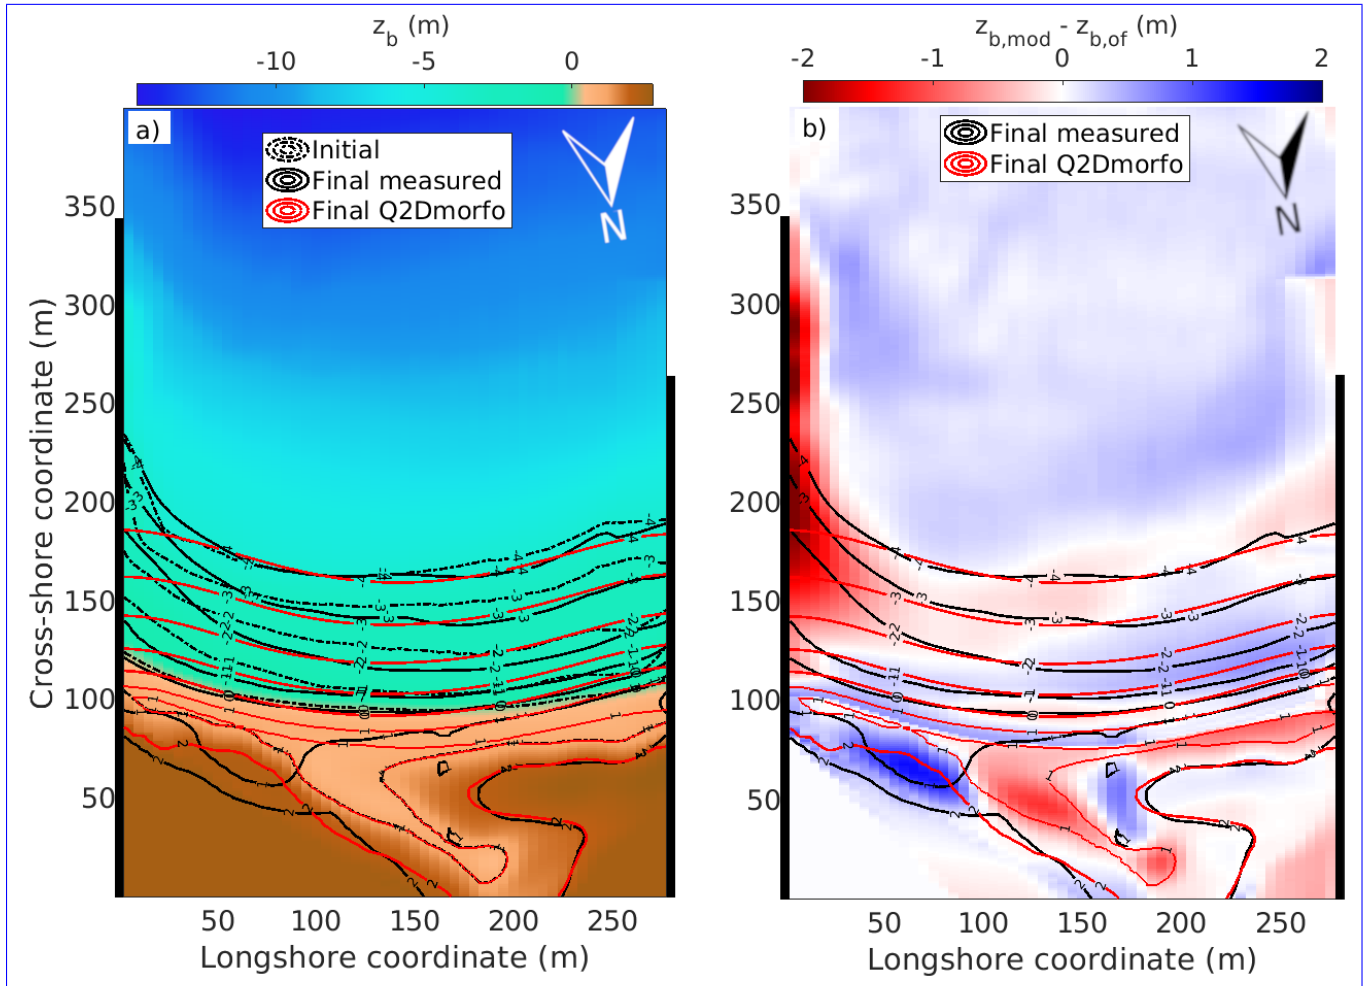 z_b (m)
-10 -5 0
a)
Initial
Final measured
Final Q2Dmorfo
N
Cross-shore coordinate (m)
350
300
250
200
150
100
50
50 100 150 200 250
Longshore coordinate (m)
z_b,mod - z_b,of (m)
-2 -1 0 1 2
b)
Final measured
Final Q2Dmorfo
N
350
300
250
200
150
100
50
50 100 150 200 250
Longshore coordinate (m)